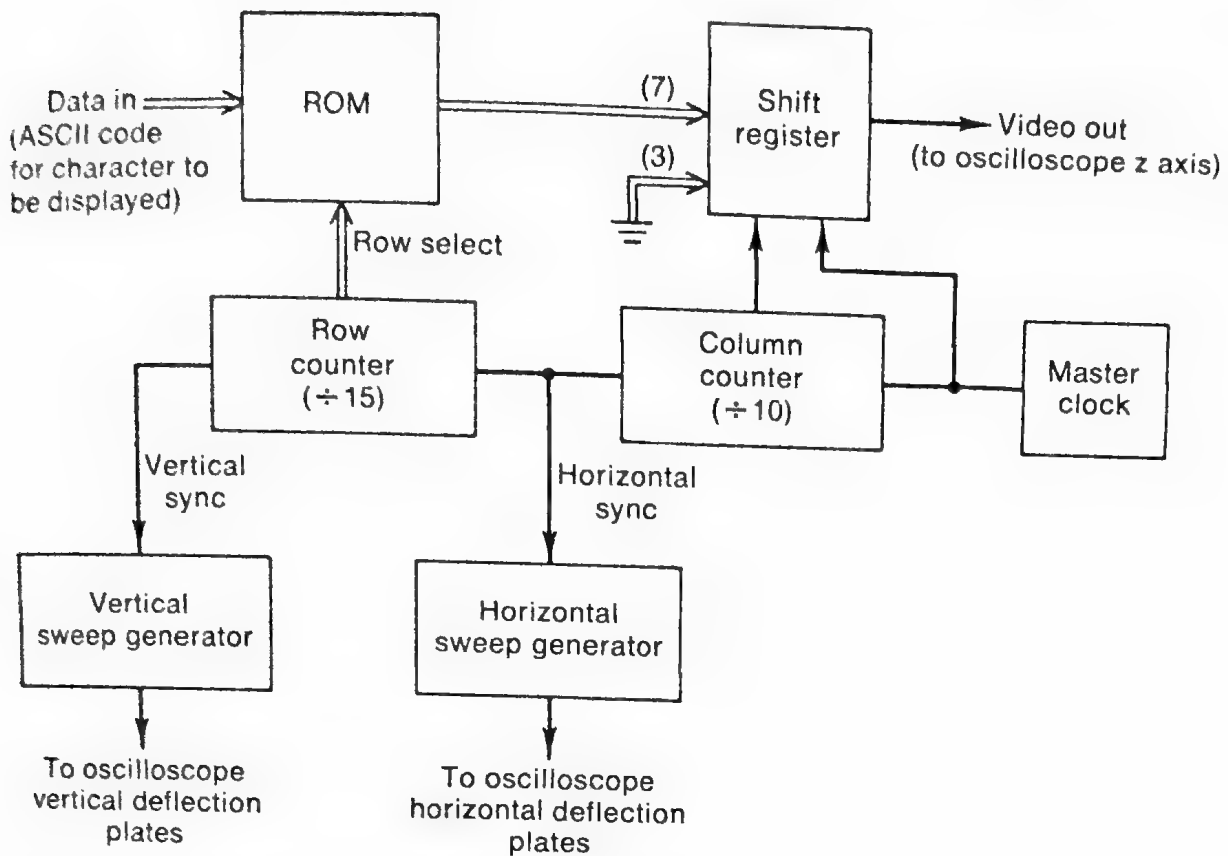 Data in
(ASCII code
for character to
be displayed)
ROM
(7)
(3)
Shift
register
Video out
(to oscilloscope z axis)
Row select
Row
counter
(÷15)
Column
counter
(÷10)
Master
clock
Vertical
sync
Horizontal
sync
Vertical
sweep generator
Horizontal
sweep generator
To oscilloscope
vertical deflection
plates
To oscilloscope
horizontal deflection
plates